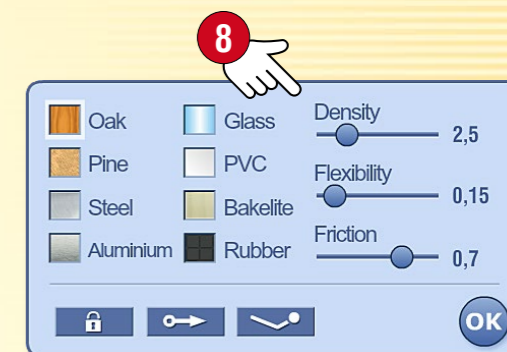 8
Oak
Pine
Steel
Aluminium
Glass
PVC
Bakelite
Rubber
Density
2,5
Flexibility
0,15
Friction
0,7
OK